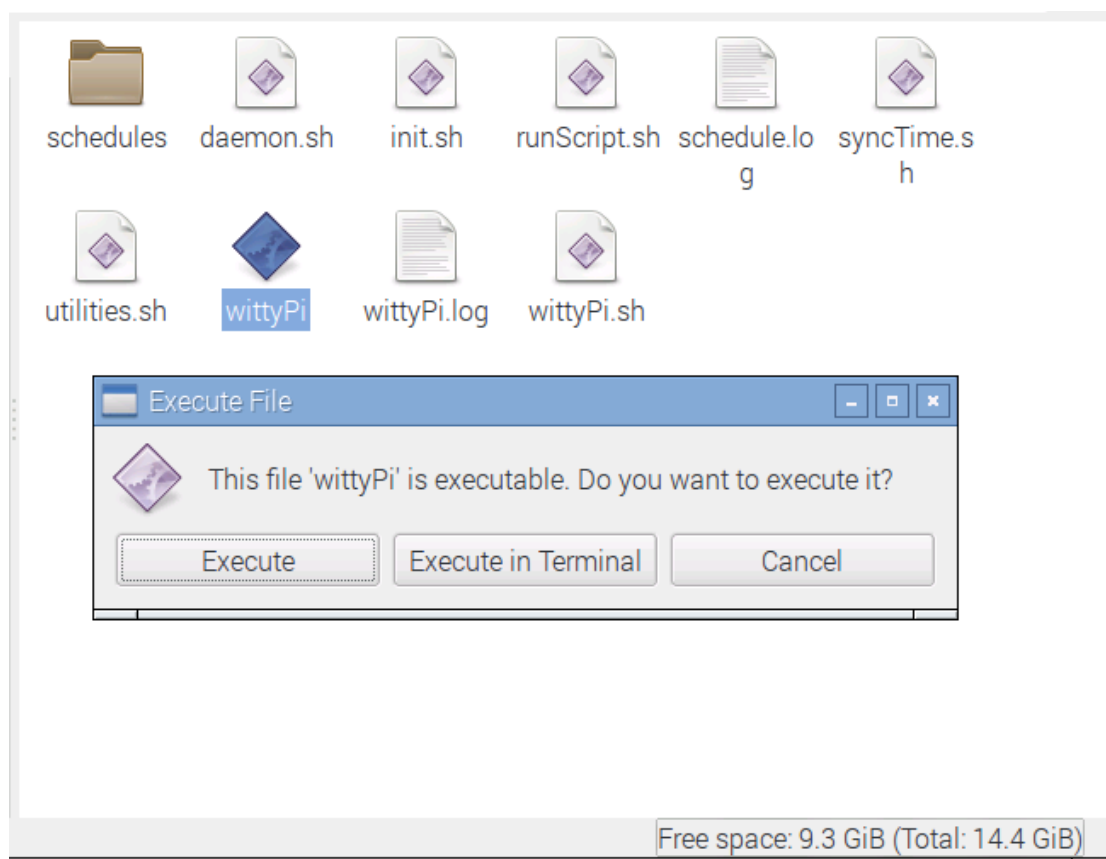 schedules daemon.sh init.sh runScript.sh schedule.lo syncTime.s
g h
utilities.sh wittyPi wittyPi.log wittyPi.sh
Execute File
This file 'wittyPi' is executable. Do you want to execute it?
Execute Execute in Terminal Cancel
Free space: 9.3 GiB (Total: 14.4 GiB)